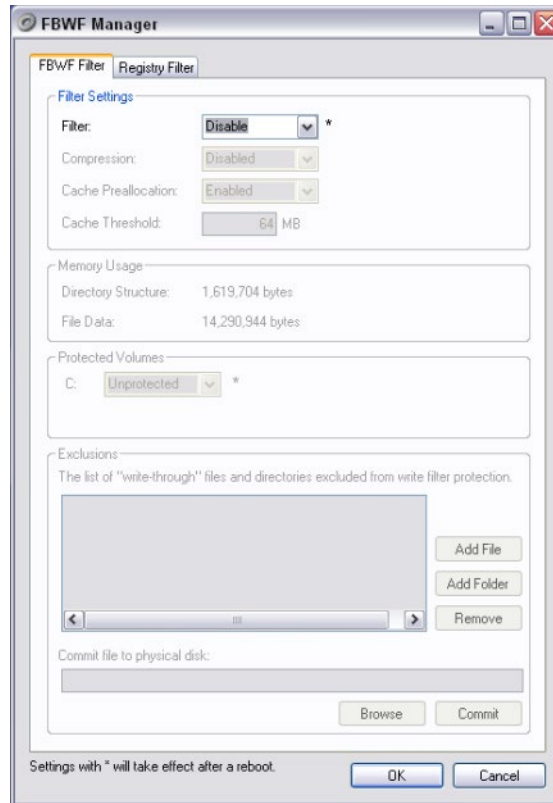 FBWF Manager
FBWF Filter Registry Filter
Filter Settings
Filter: Disable *
Compression: Disabled
Cache Preallocation: Enabled
Cache Threshold: 64 MB
Memory Usage
Directory Structure: 1,619,704 bytes
File Data: 14,290,944 bytes
Protected Volumes
C: Unprotected *
Exclusions
The list of "write-through" files and directories excluded from write filter protection.
Add File
Add Folder
Remove
Commit file to physical disk:
Browse Commit
Settings with * will take effect after a reboot.
OK Cancel